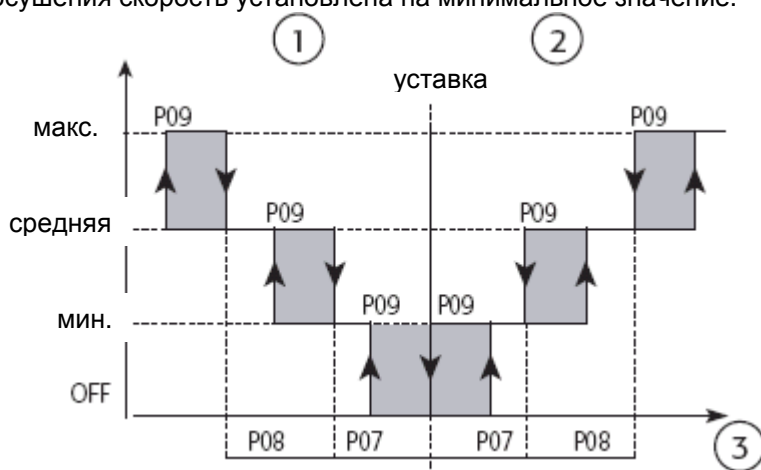 осушения скорость установлена на минимальное значение.
1 2
уставка
P09 P09
макс.
P09 P09
средняя
P09 P09
мин.
OFF
P08 P07 P07 P08
3